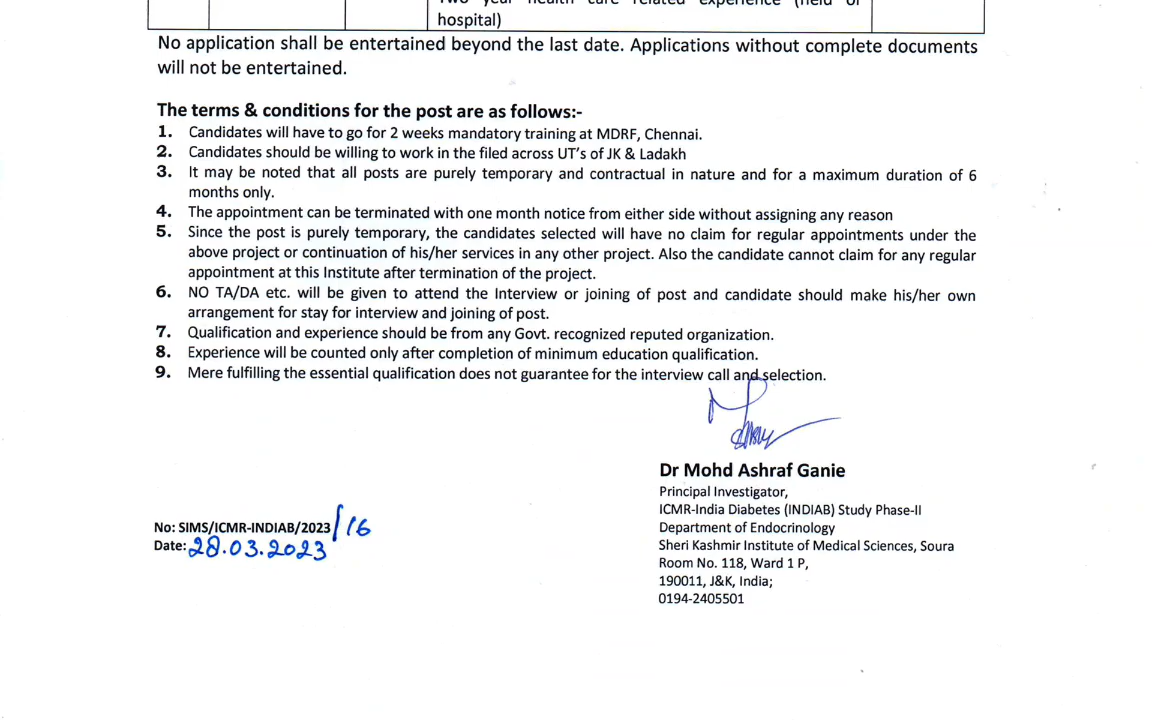 Two year health care related experience (field or
hospital)
No application shall be entertained beyond the last date. Applications without complete documents
will not be entertained.
The terms & conditions for the post are as follows:-
1. Candidates will have to go for 2 weeks mandatory training at MDRF, Chennai.
2. Candidates should be willing to work in the filed across UT's of JK & Ladakh
3. It may be noted that all posts are purely temporary and contractual in nature and for a maximum duration of 6
months only.
4. The appointment can be terminated with one month notice from either side without assigning any reason
5. Since the post is purely temporary, the candidates selected will have no claim for regular appointments under the
above project or continuation of his/her services in any other project. Also the candidate cannot claim for any regular
appointment at this Institute after termination of the project.
6. NO TA/DA etc. will be given to attend the Interview or joining of post and candidate should make his/her own
arrangement for stay for interview and joining of post.
7. Qualification and experience should be from any Govt. recognized reputed organization.
8. Experience will be counted only after completion of minimum education qualification.
9. Mere fulfilling the essential qualification does not guarantee for the interview call and selection.
Dr Mohd Ashraf Ganie
Principal Investigator,
ICMR-India Diabetes (INDIAB) Study Phase-II
Department of Endocrinology
Sheri Kashmir Institute of Medical Sciences, Soura
Room No. 118, Ward 1 P,
190011, J&K, India;
0194-2405501
No: SIMS/ICMR-INDIAB/2023/16
Date: 28.03.2023